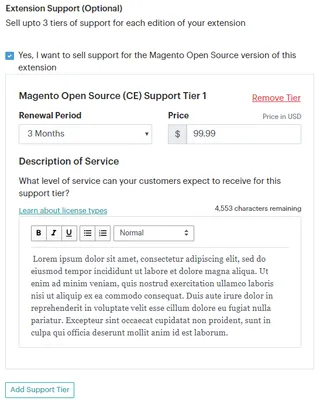 Extension Support (Optional)
Sell upto 3 tiers of support for each edition of your extension
Yes, I want to sell support for the Magento Open Source version of this
extension
Magento Open Source (CE) Support Tier 1
Remove Tier
Renewal Period
Price
Price in USD
3 Months
$ 99.99
Description of Service
What level of service can your customers expect to receive for this
support tier?
Learn about license types
4,553 characters remaining
B I U Normal
Lorem ipsum dolor sit amet, consectetur adipiscing elit, sed do
eiusmod tempor incididunt ut labore et dolore magna aliqua. Ut
enim ad minim veniam, quis nostrud exercitation ullamco laboris
nisi ut aliquip ex ea commodo consequat. Duis aute irure dolor in
reprehenderit in voluptate velit esse cillum dolore eu fugiat nulla
pariatur. Excepteur sint occaecat cupidatat non proident, sunt in
culpa qui officia deserunt mollit anim id est laborum.
Add Support Tier